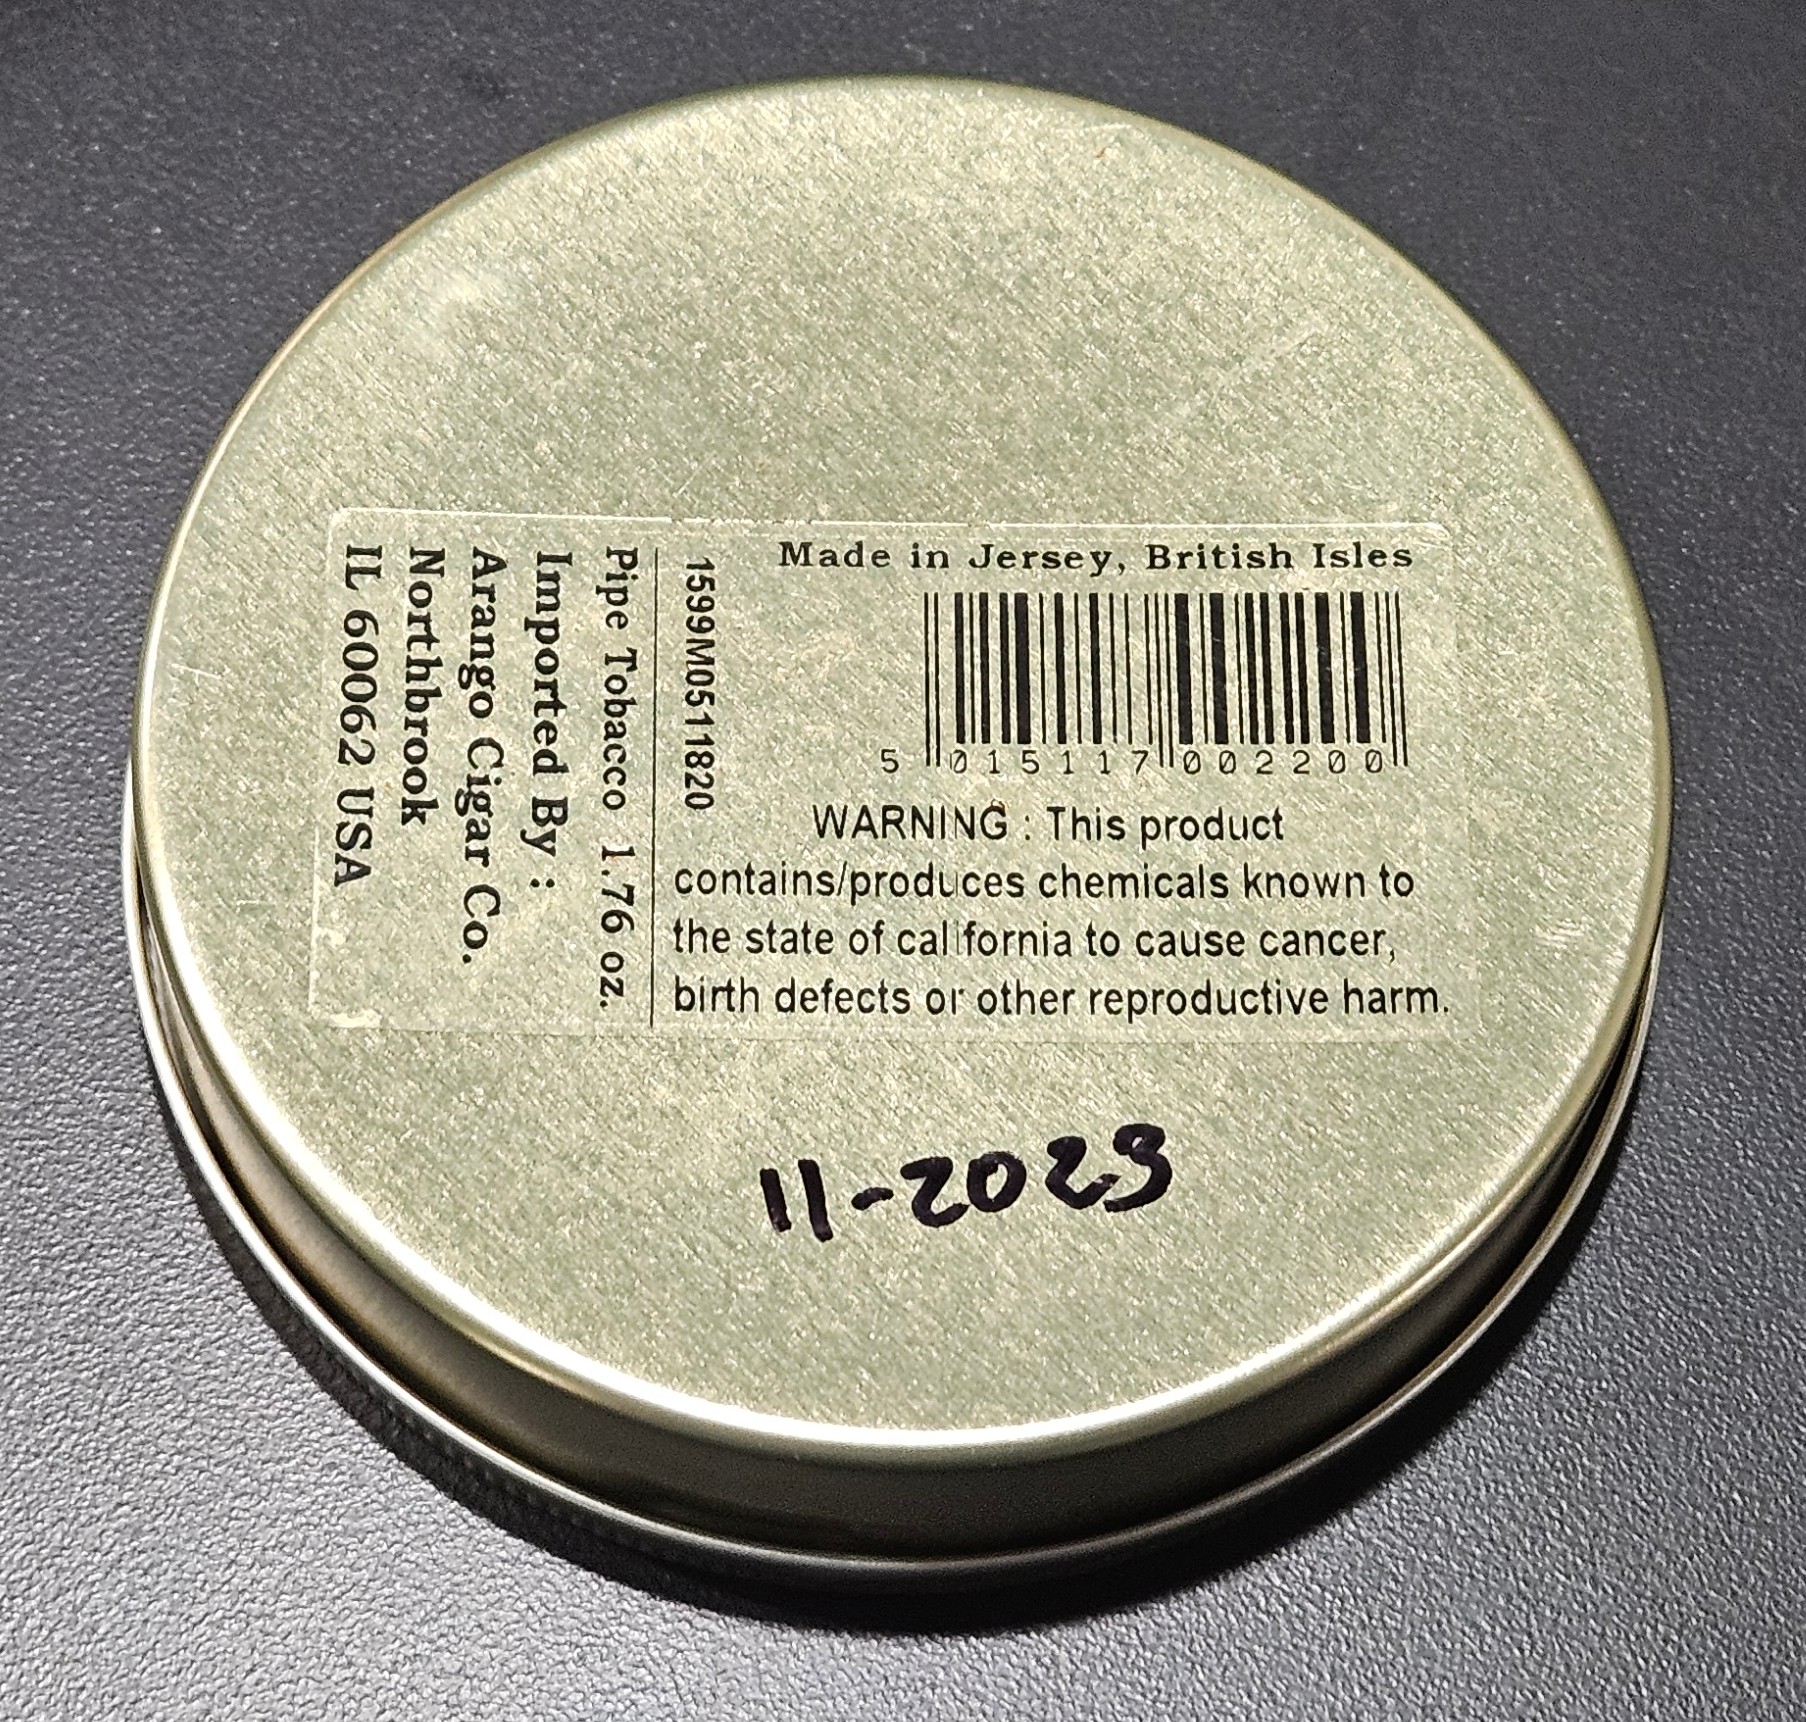 Made in Jersey, British Isles
5 015117 002200
WARNING : This product
contains/produces chemicals known to
the state of california to cause cancer,
birth defects or other reproductive harm.
1599M0511820
Pipe Tobacco 1.76 oz.
Imported By :
Arango Cigar Co.
Northbrook
IL 60062 USA
11-2023